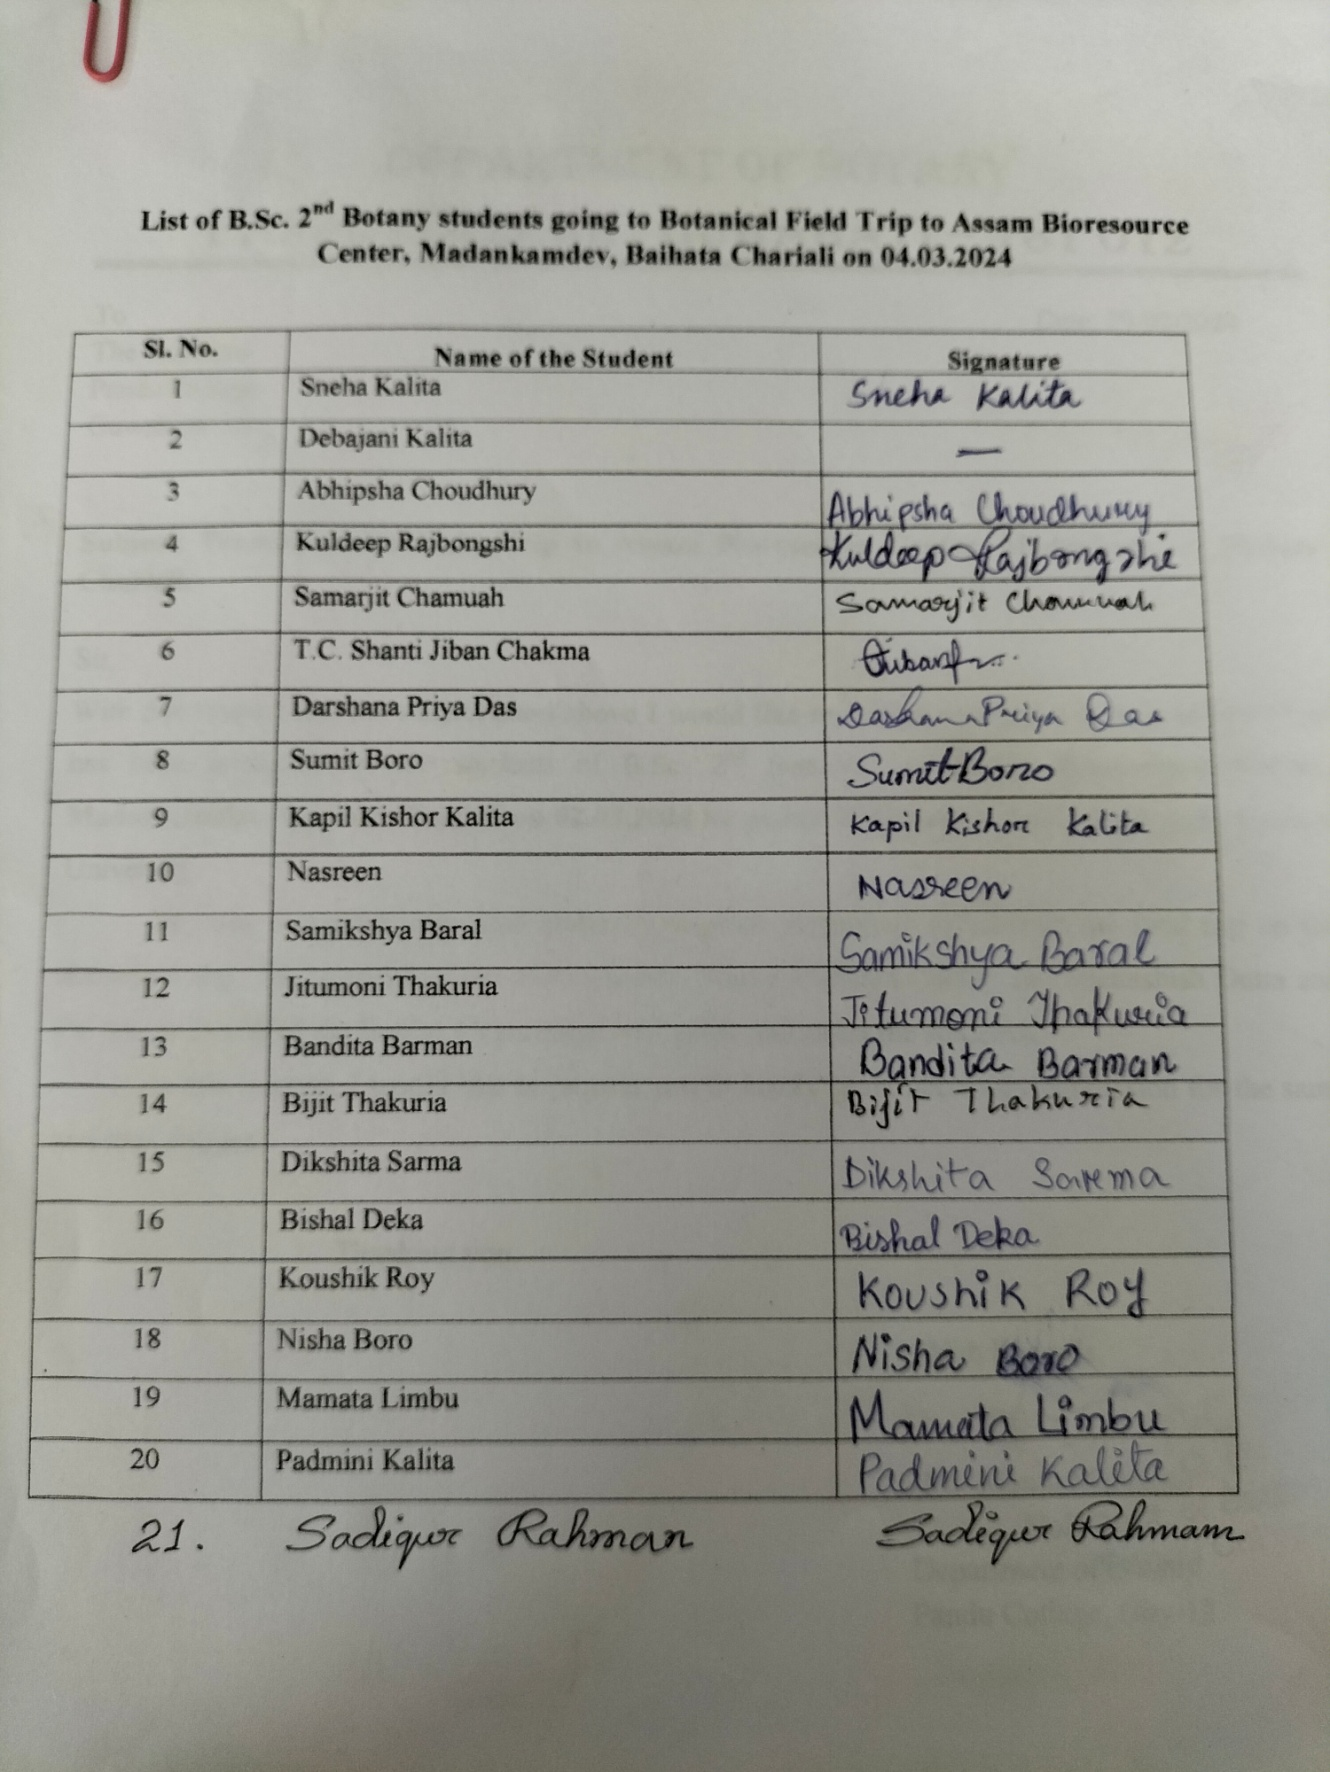 List of B.Sc. 2nd Botany students going to Botanical Field Trip to Assam Bioresource
Center, Madankamdev, Baihata Chariali on 04.03.2024
Sl. No. Name of the Student Signature
1 Sneha Kalita Sneha Kalita
2 Debajani Kalita —
3 Abhipsha Choudhury Abhipsha Choudhury
4 Kuldeep Rajbongshi Kuldeep Rajbongshi
5 Samarjit Chamuah Samarjit Chamuah
6 T.C. Shanti Jiban Chakma
7 Darshana Priya Das Darshana Priya Das
8 Sumit Boro Sumit Boro
9 Kapil Kishor Kalita Kapil Kishor Kalita
10 Nasreen Nasreen
11 Samikshya Baral Samikshya Baral
12 Jitumoni Thakuria Jitumoni Thakuria
13 Bandita Barman Bandita Barman
14 Bijit Thakuria Bijit Thakuria
15 Dikshita Sarma Dikshita Sarma
16 Bishal Deka Bishal Deka
17 Koushik Roy Koushik Roy
18 Nisha Boro Nisha Boro
19 Mamata Limbu Mamata Limbu
20 Padmini Kalita Padmini Kalita
21. Sadiqur Rahman Sadiqur Rahmam